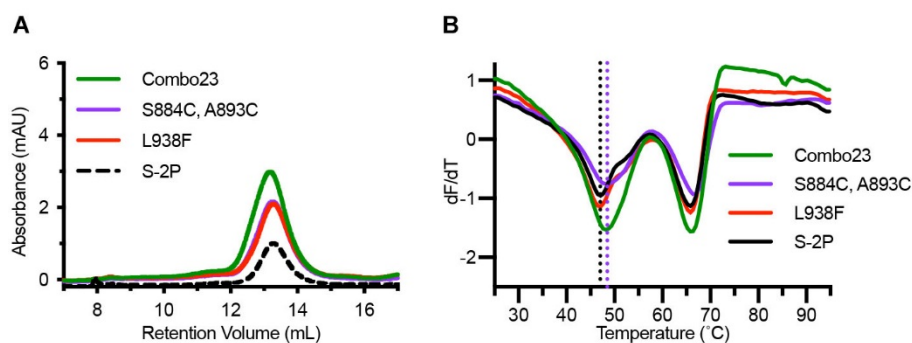 A
Absorbance (mAU)
6
4
2
0
Combo23
S884C, A893C
L938F
S-2P
8 10 12 14 16
Retention Volume (mL)
B
dF/dT
1
0
-1
-2
Combo23
S884C, A893C
L938F
S-2P
30 40 50 60 70 80 90
Temperature (˚C)